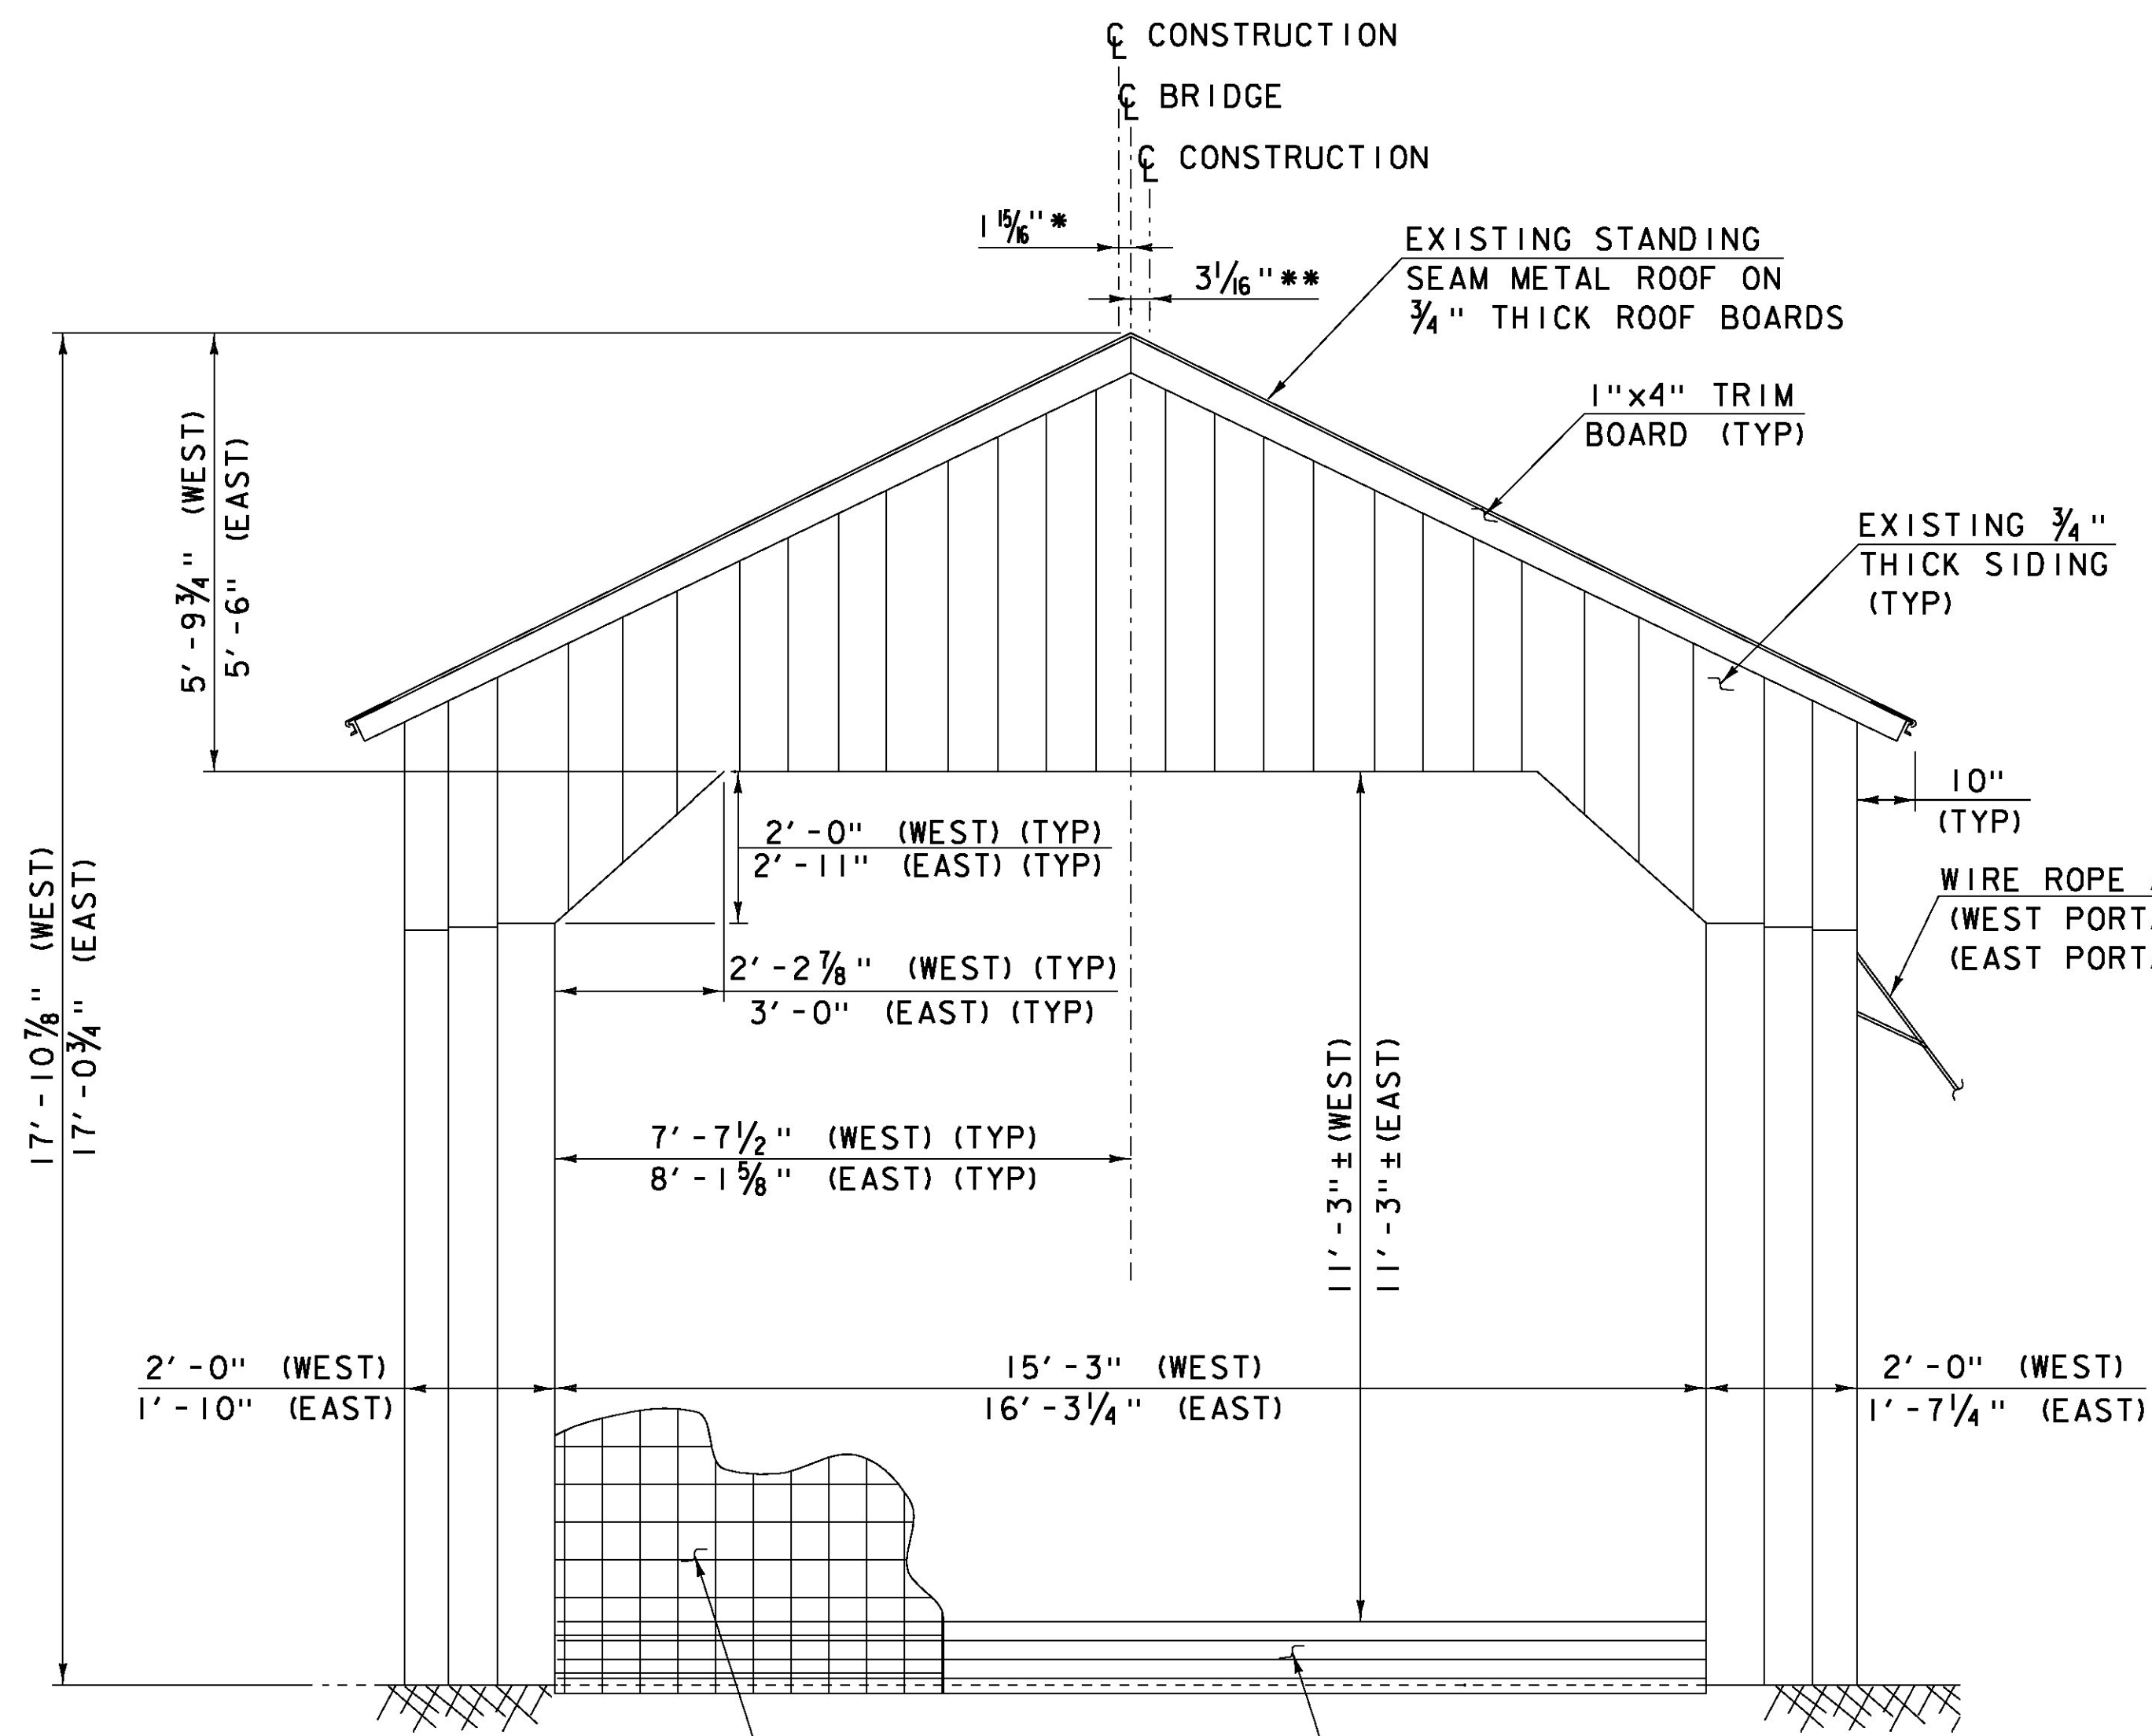 ℄ CONSTRUCTION
℄ BRIDGE
℄ CONSTRUCTION
1 15/16"*
3 1/16"**
EXISTING STANDING
SEAM METAL ROOF ON
3/4" THICK ROOF BOARDS
1"x4" TRIM
BOARD (TYP)
EXISTING 3/4"
THICK SIDING
(TYP)
5'-9 3/4" (WEST)
5'-6" (EAST)
10"
(TYP)
2'-0" (WEST) (TYP)
2'-11" (EAST) (TYP)
WIRE ROPE
(WEST
(EAST
2'-2 7/8" (WEST) (TYP)
3'-0" (EAST) (TYP)
17'-10 7/8" (WEST)
17'-0 3/4" (EAST)
7'-7 1/2" (WEST) (TYP)
8'-1 5/8" (EAST) (TYP)
11'-3"± (WEST)
11'-3"± (EAST)
2'-0" (WEST)
1'-10" (EAST)
15'-3" (WEST)
16'-3 1/4" (EAST)
2'-0" (WEST)
1'-7 1/4" (EAST)